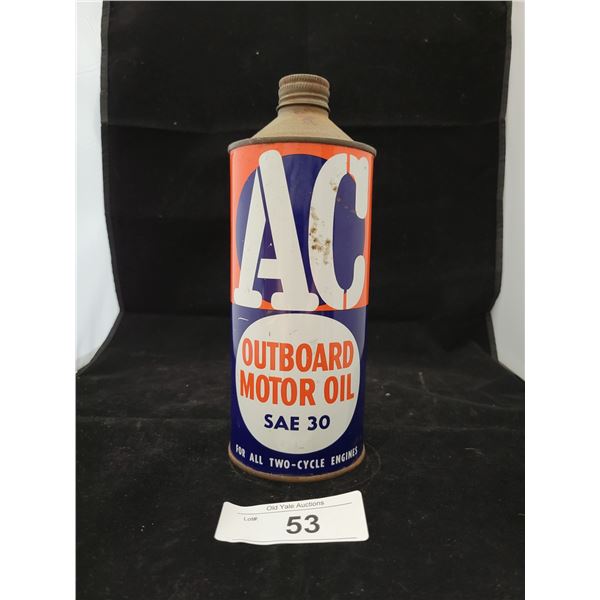 AC
OUTBOARD
MOTOR OIL
SAE 30
FOR ALL TWO-CYCLE ENGINES
Old Yale Auctions
Lot#:
53